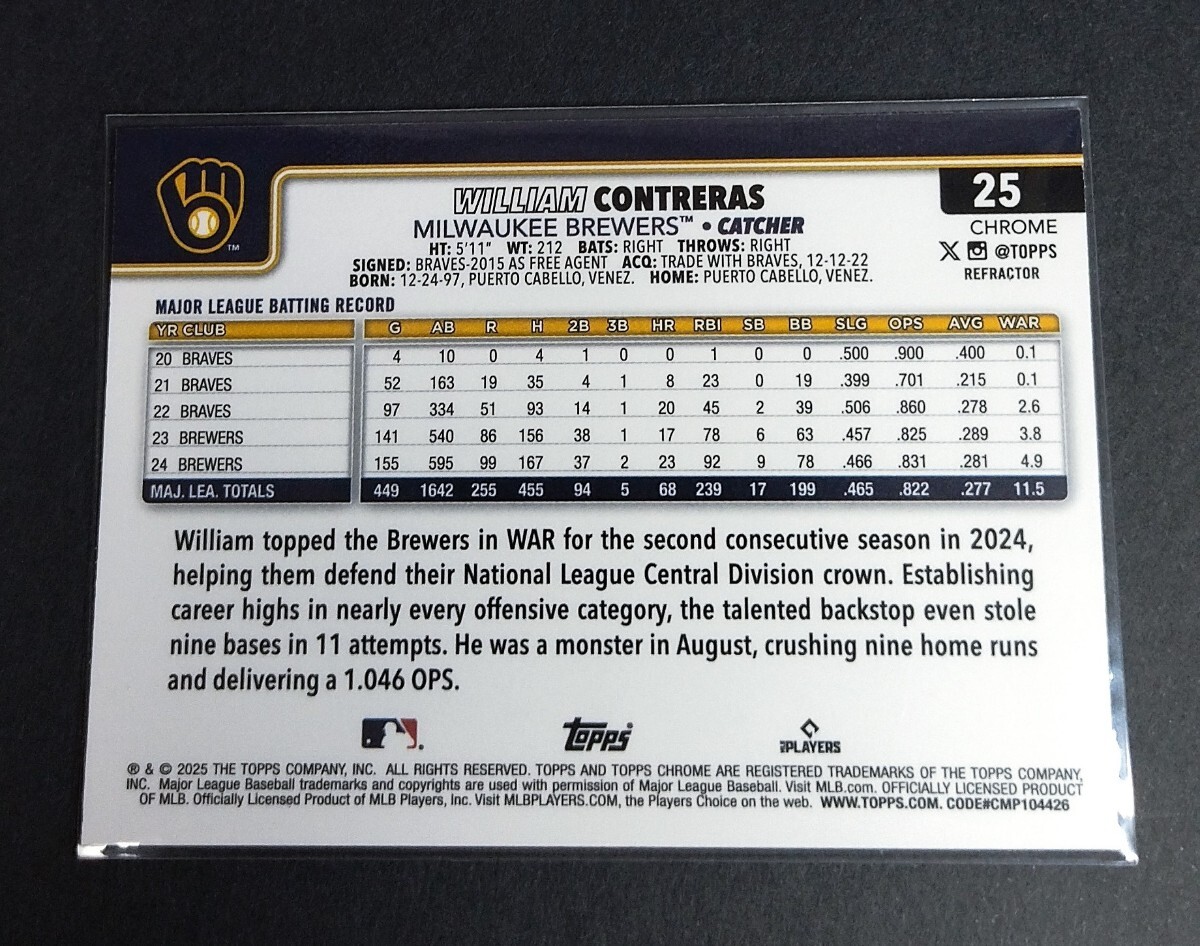 WILLIAM CONTRERAS
25
MILWAUKEE BREWERS™ • CATCHER
CHROME
HT: 5'11" WT: 212 BATS: RIGHT THROWS: RIGHT
@TOPPS
SIGNED: BRAVES-2015 AS FREE AGENT ACQ: TRADE WITH BRAVES, 12-12-22
REFRACTOR
BORN: 12-24-97, PUERTO CABELLO, VENEZ. HOME: PUERTO CABELLO, VENEZ.
™
MAJOR LEAGUE BATTING RECORD
YR CLUB G AB R H 2B 3B HR RBI SB BB SLG OPS AVG WAR
20 BRAVES 4 10 0 4 1 0 0 1 0 0 .500 .900 .400 0.1
21 BRAVES 52 163 19 35 4 1 8 23 0 19 .399 .701 .215 0.1
22 BRAVES 97 334 51 93 14 1 20 45 2 39 .506 .860 .278 2.6
23 BREWERS 141 540 86 156 38 1 17 78 6 63 .457 .825 .289 3.8
24 BREWERS 155 595 99 167 37 2 23 92 9 78 .466 .831 .281 4.9
MAJ. LEA. TOTALS 449 1642 255 455 94 5 68 239 17 199 .465 .822 .277 11.5
William topped the Brewers in WAR for the second consecutive season in 2024,
helping them defend their National League Central Division crown. Establishing
career highs in nearly every offensive category, the talented backstop even stole
nine bases in 11 attempts. He was a monster in August, crushing nine home runs
and delivering a 1.046 OPS.
Topps
MLB PLAYERS
® & © 2025 THE TOPPS COMPANY, INC. ALL RIGHTS RESERVED. TOPPS AND TOPPS CHROME ARE REGISTERED TRADEMARKS OF THE TOPPS COMPANY,
INC. Major League Baseball trademarks and copyrights are used with permission of Major League Baseball. Visit MLB.com. OFFICIALLY LICENSED PRODUCT
OF MLB. Officially Licensed Product of MLB Players, Inc. Visit MLBPLAYERS.COM, the Players Choice on the web. WWW.TOPPS.COM. CODE#CMP104426